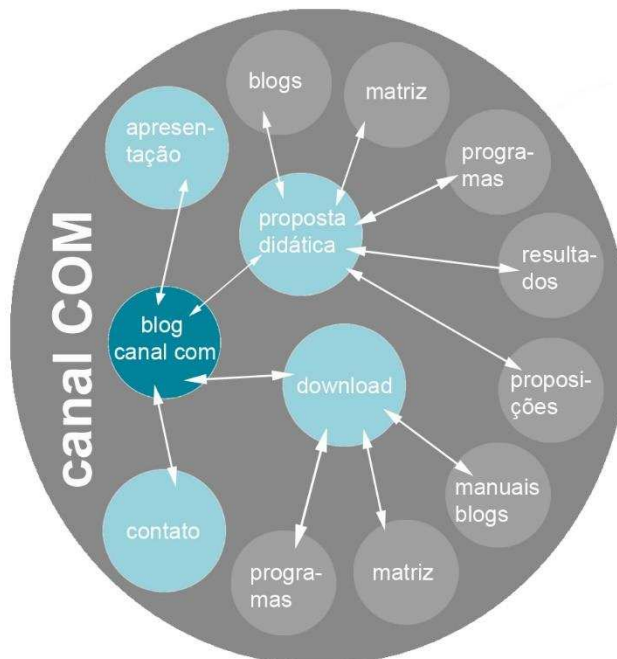 canal COM
apresen-
tação
blogs
matriz
progra-
mas
proposta
didática
resulta-
dos
blog
canal com
download
proposi-
ções
manuais
blogs
contato
progra-
mas
matriz